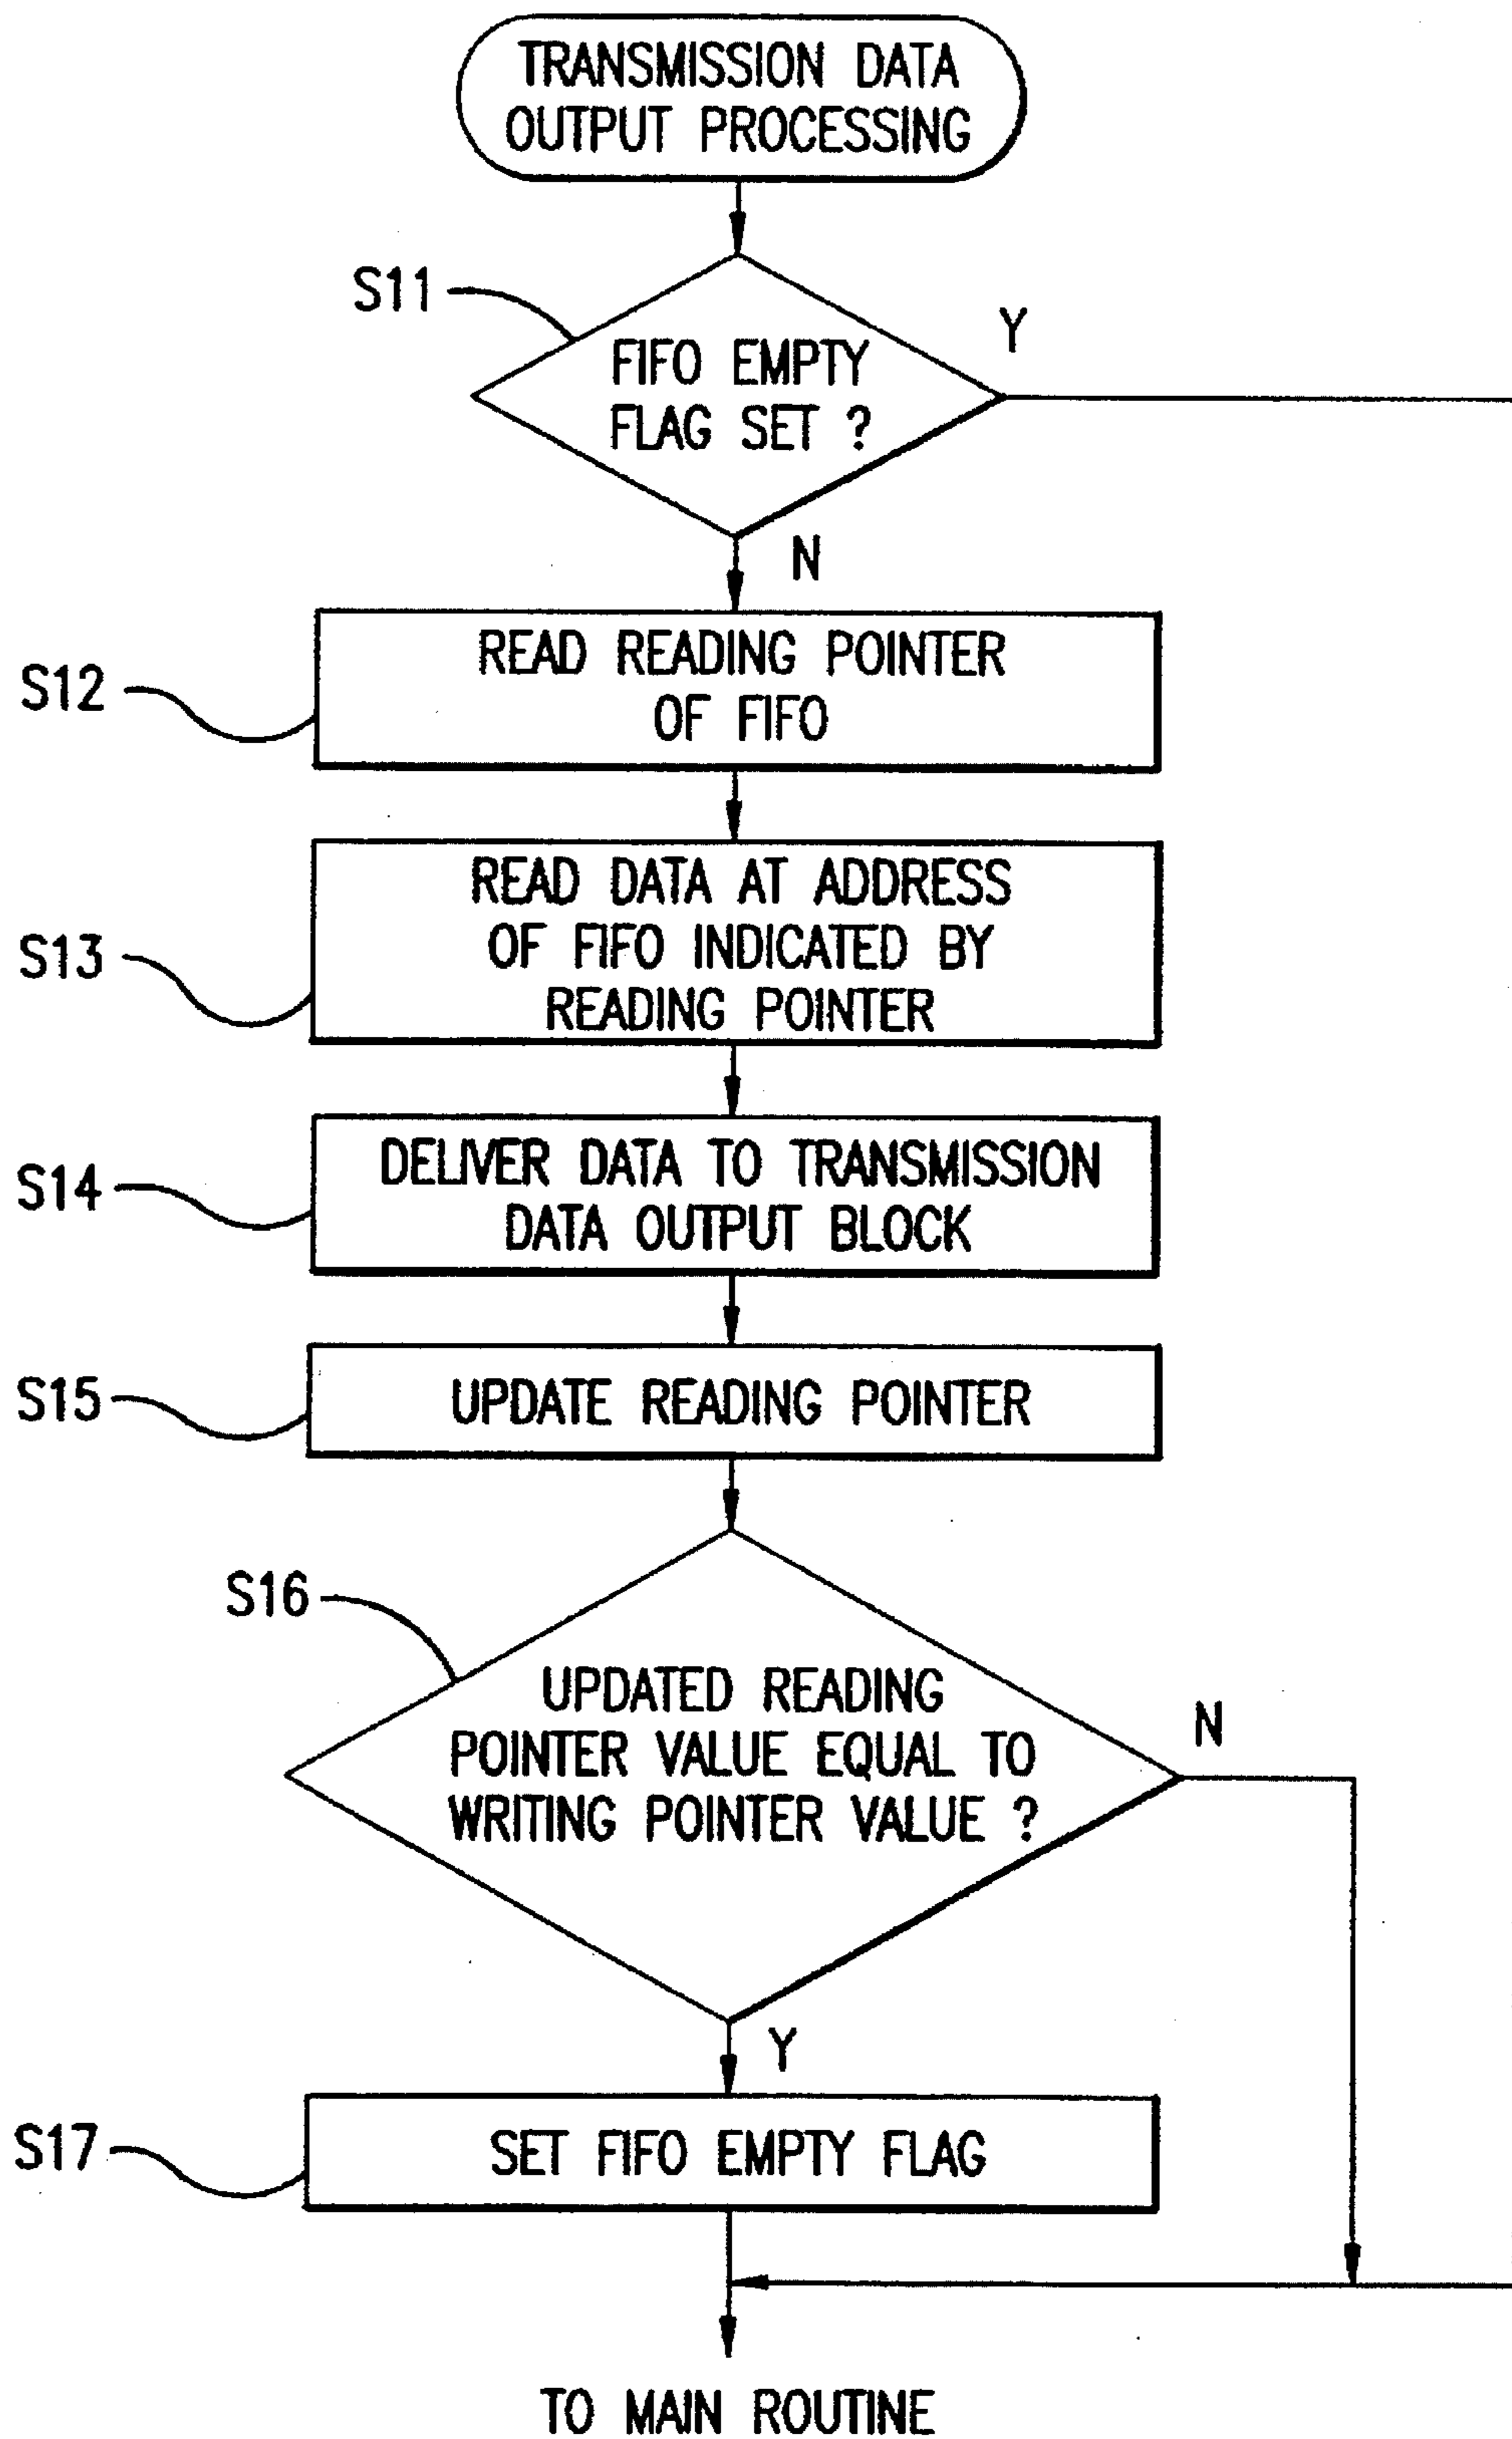 TRANSMISSION DATA
OUTPUT PROCESSING
S11
FIFO EMPTY
FLAG SET ?
Y
N
S12
READ READING POINTER
OF FIFO
S13
READ DATA AT ADDRESS
OF FIFO INDICATED BY
READING POINTER
S14
DELIVER DATA TO TRANSMISSION
DATA OUTPUT BLOCK
S15
UPDATE READING POINTER
S16
UPDATED READING
POINTER VALUE EQUAL TO
WRITING POINTER VALUE ?
N
Y
S17
SET FIFO EMPTY FLAG
TO MAIN ROUTINE